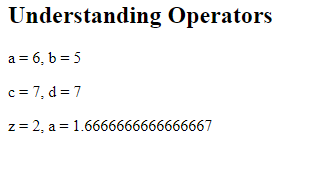 Understanding Operators
a = 6, b = 5
c = 7, d = 7
z = 2, a = 1.6666666666666667